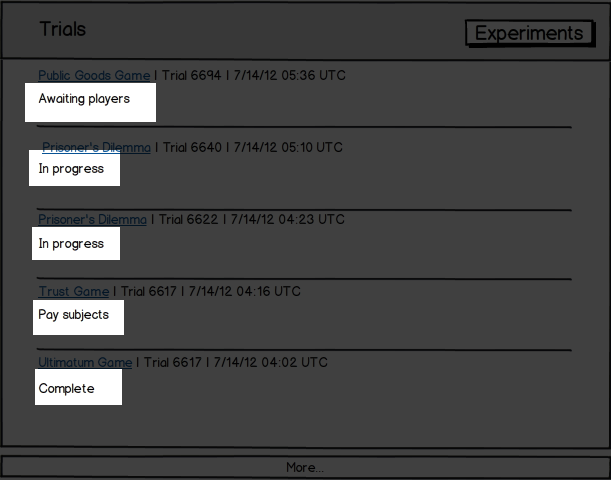 Trials
Experiments
Public Goods Game | Trial 6694 | 7/14/12 05:36 UTC
Awaiting players
Prisoner's Dilemma | Trial 6640 | 7/14/12 05:10 UTC
In progress
Prisoner's Dilemma | Trial 6622 | 7/14/12 04:23 UTC
In progress
Trust Game | Trial 6617 | 7/14/12 04:16 UTC
Pay subjects
Ultimatum Game | Trial 6617 | 7/14/12 04:02 UTC
Complete
More...